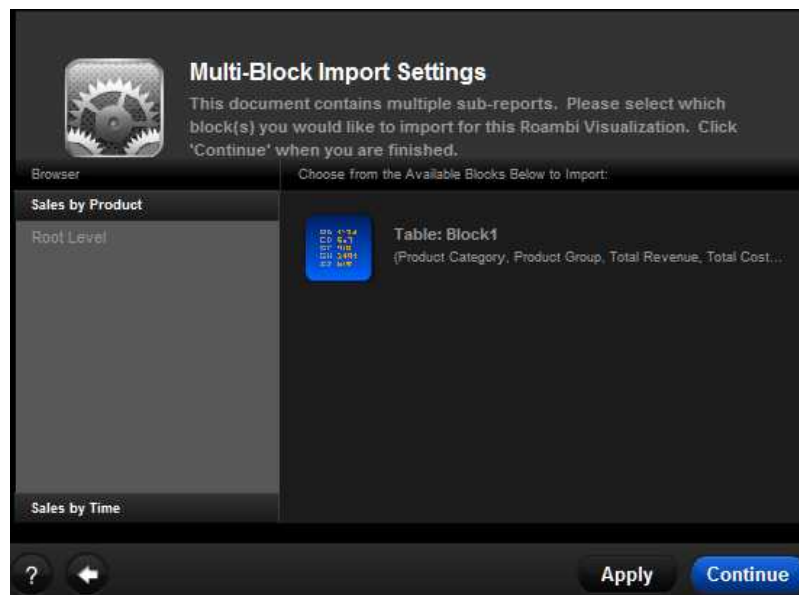 Multi-Block Import Settings
This document contains multiple sub-reports. Please select which
block(s) you would like to import for this Roambi Visualization. Click
'Continue' when you are finished.
Browser
Choose from the Available Blocks Below to Import:
Sales by Product
Root Level
Table: Block1
(Product Category, Product Group, Total Revenue, Total Cost...
Sales by Time
?
Apply
Continue